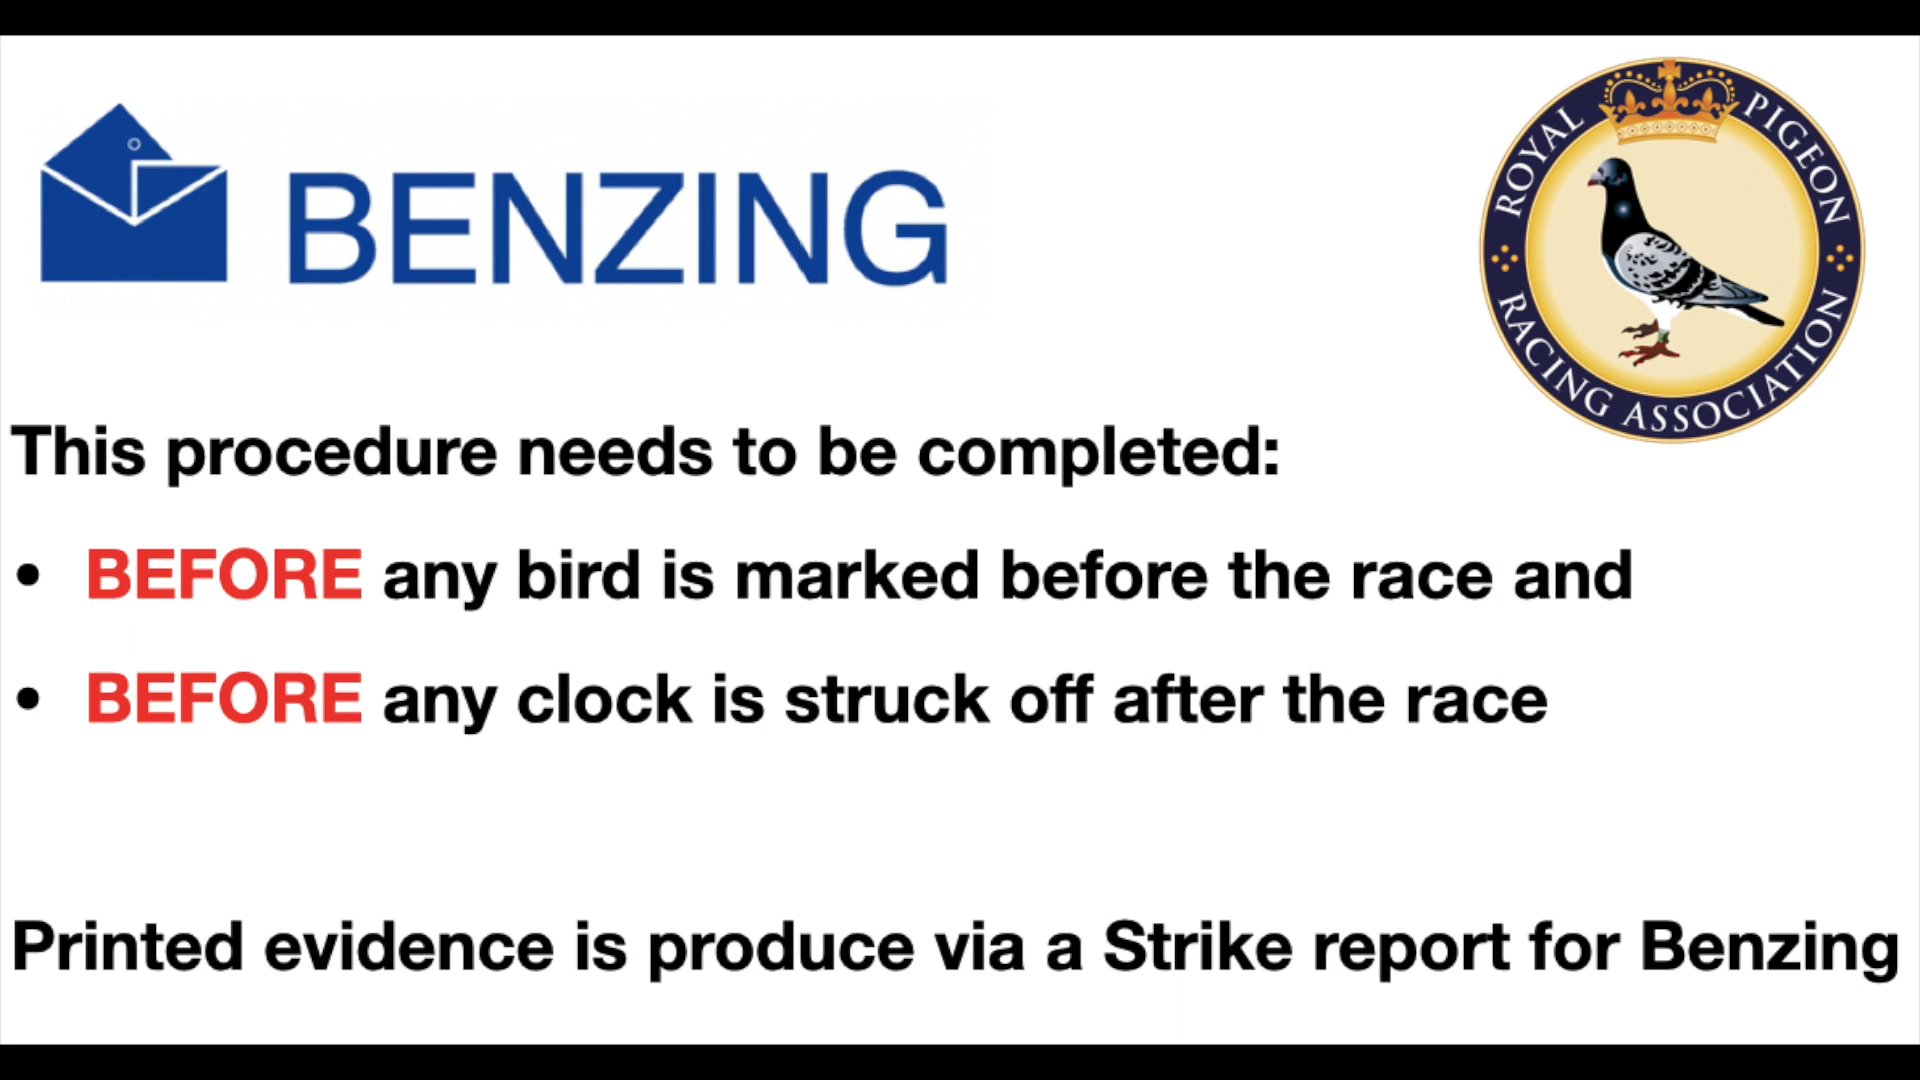 BENZING
ROYAL PIGEON
RACING ASSOCIATION
This procedure needs to be completed:
• BEFORE any bird is marked before the race and
• BEFORE any clock is struck off after the race
Printed evidence is produce via a Strike report for Benzing